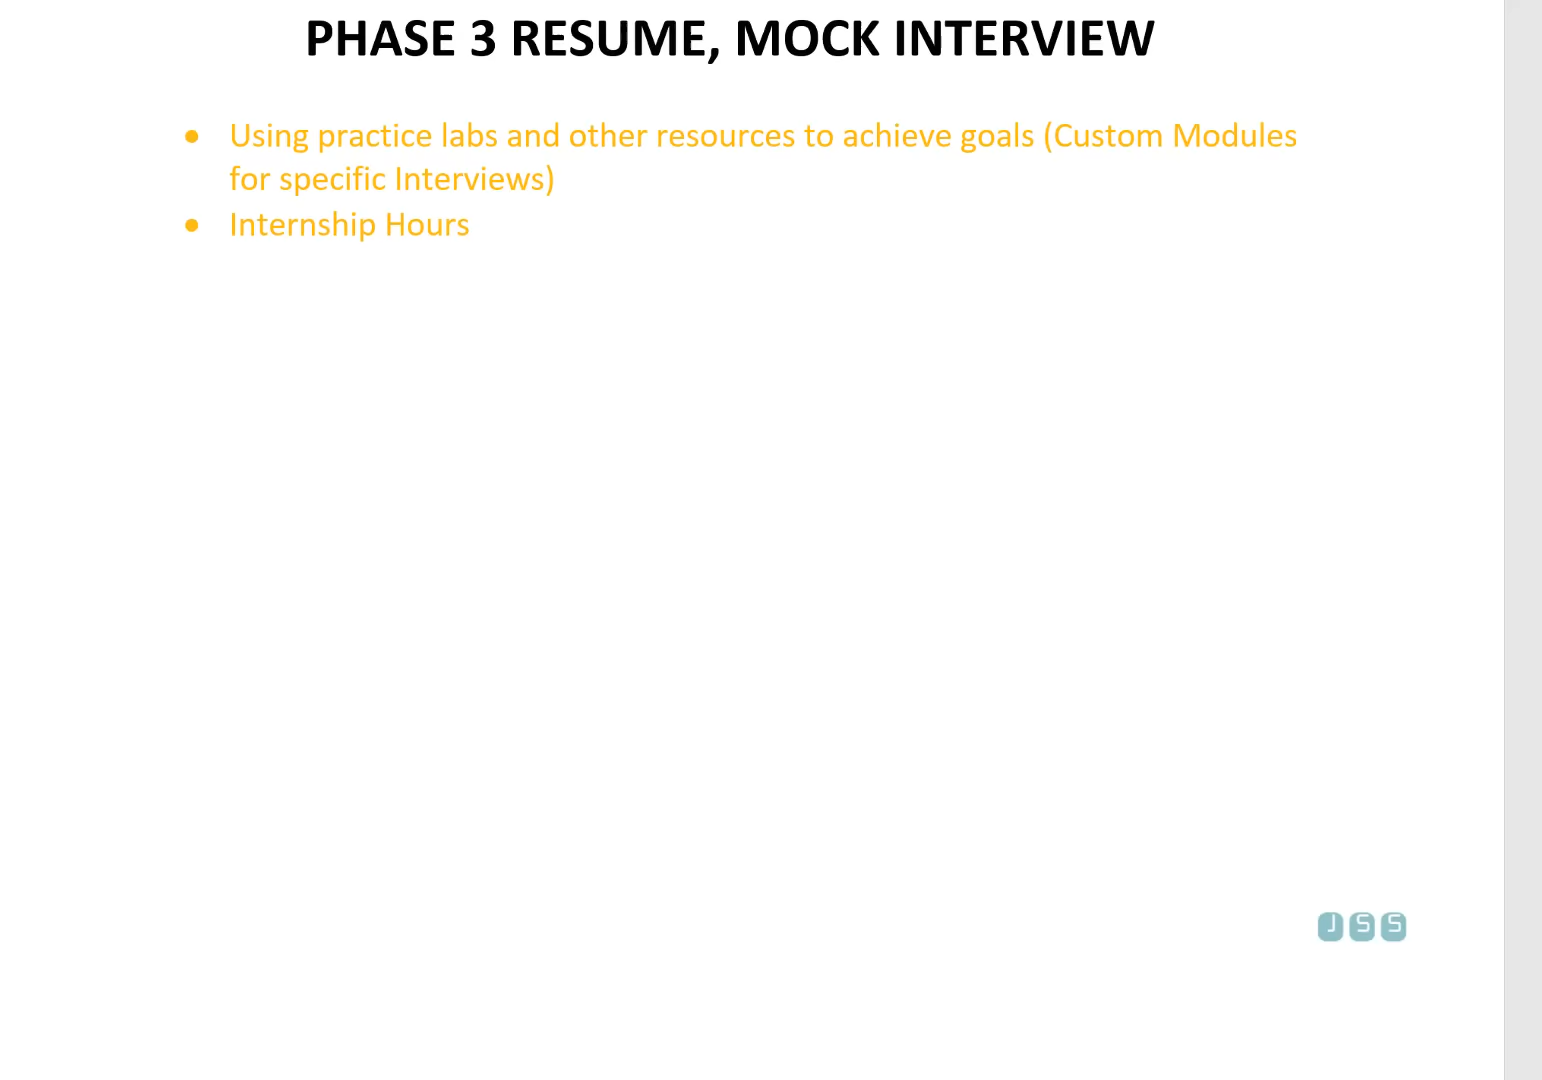 PHASE 3 RESUME, MOCK INTERVIEW
• Using practice labs and other resources to achieve goals (Custom Modules
for specific Interviews)
• Internship Hours
JSS